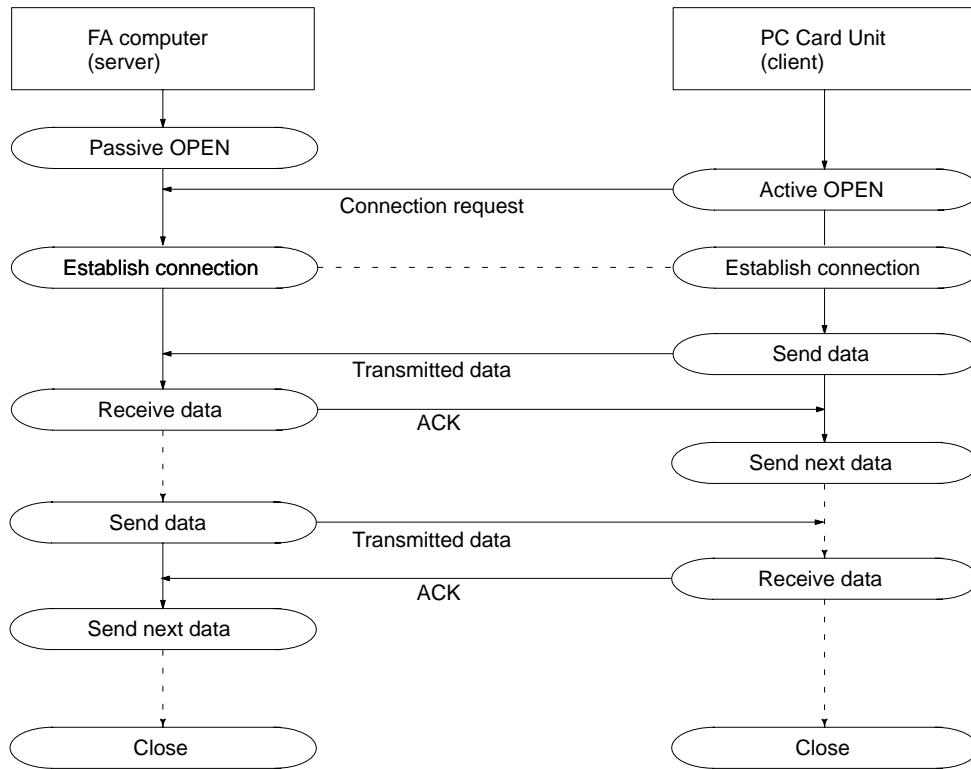 FA computer
(server)
PC Card Unit
(client)
Passive OPEN
Active OPEN
Connection request
Establish connection
Establish connection
Send data
Transmitted data
Receive data
ACK
Send next data
Send data
Transmitted data
Receive data
ACK
Send next data
Close
Close